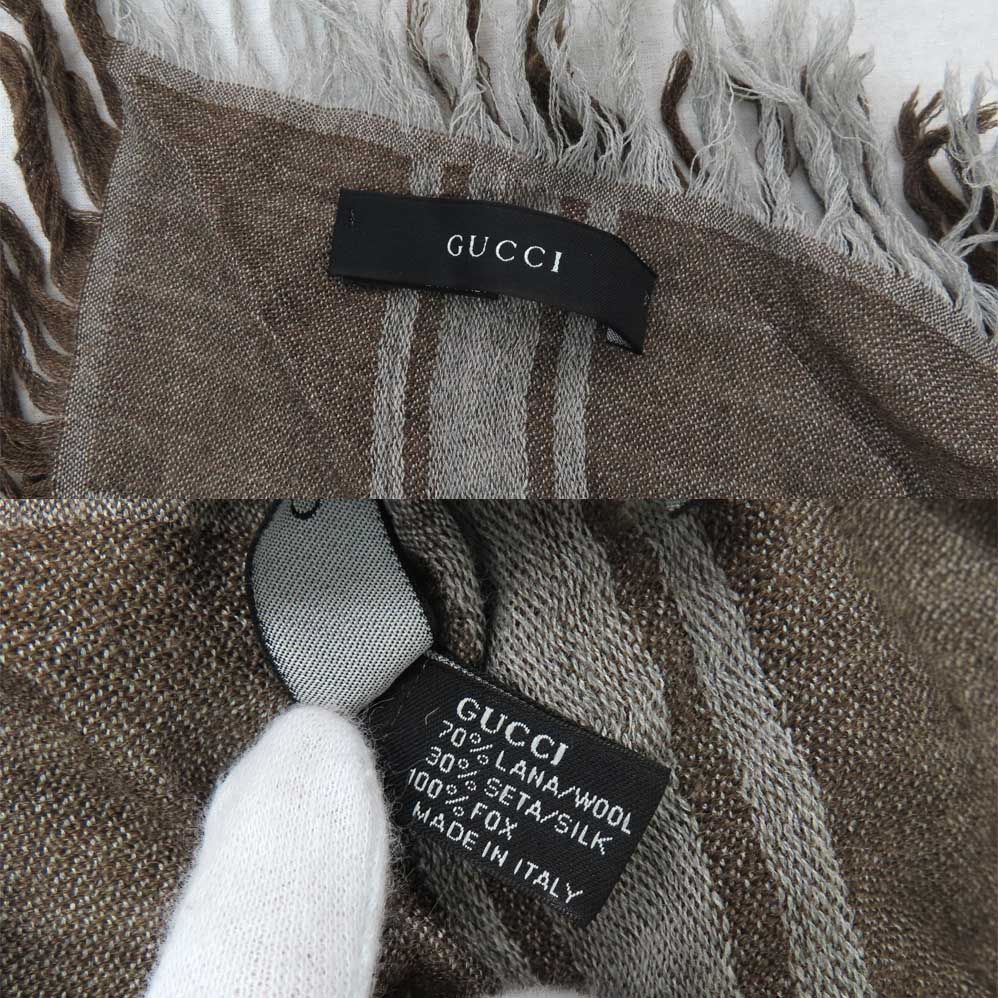 GUCCI
GUCCI
70% LANA/WOOL
30% SETA/SILK
100% FOX
MADE IN ITALY